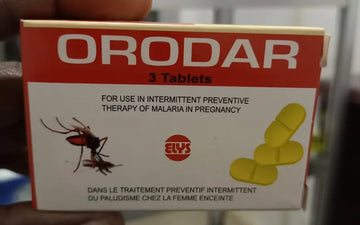 ORODAR
3 Tablets
FOR USE IN INTERMITTENT PREVENTIVE
THERAPY OF MALARIA IN PREGNANCY
ELYS
DANS LE TRAITEMENT PREVENTIF INTERMITTENT
DU PALUDISME CHEZ LA FEMME ENCEINTE